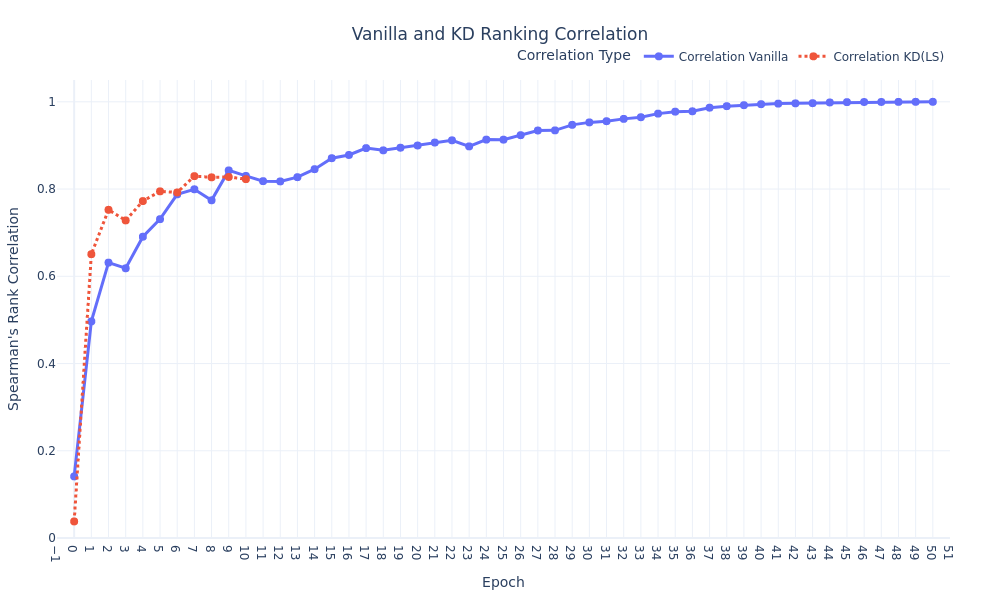 Vanilla and KD Ranking Correlation
Correlation Type Correlation Vanilla Correlation KD(LS)
Spearman's Rank Correlation
1
0.8
0.6
0.4
0.2
0
−1 0 1 2 3 4 5 6 7 8 9 10 11 12 13 14 15 16 17 18 19 20 21 22 23 24 25 26 27 28 29 30 31 32 33 34 35 36 37 38 39 40 41 42 43 44 45 46 47 48 49 50 51
Epoch